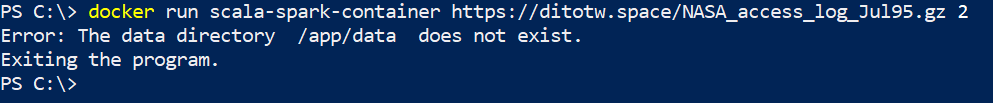 PS C:\> docker run scala-spark-container https://ditotw.space/NASA_access_log_Jul95.gz 2
Error: The data directory  /app/data  does not exist.
Exiting the program.
PS C:\>